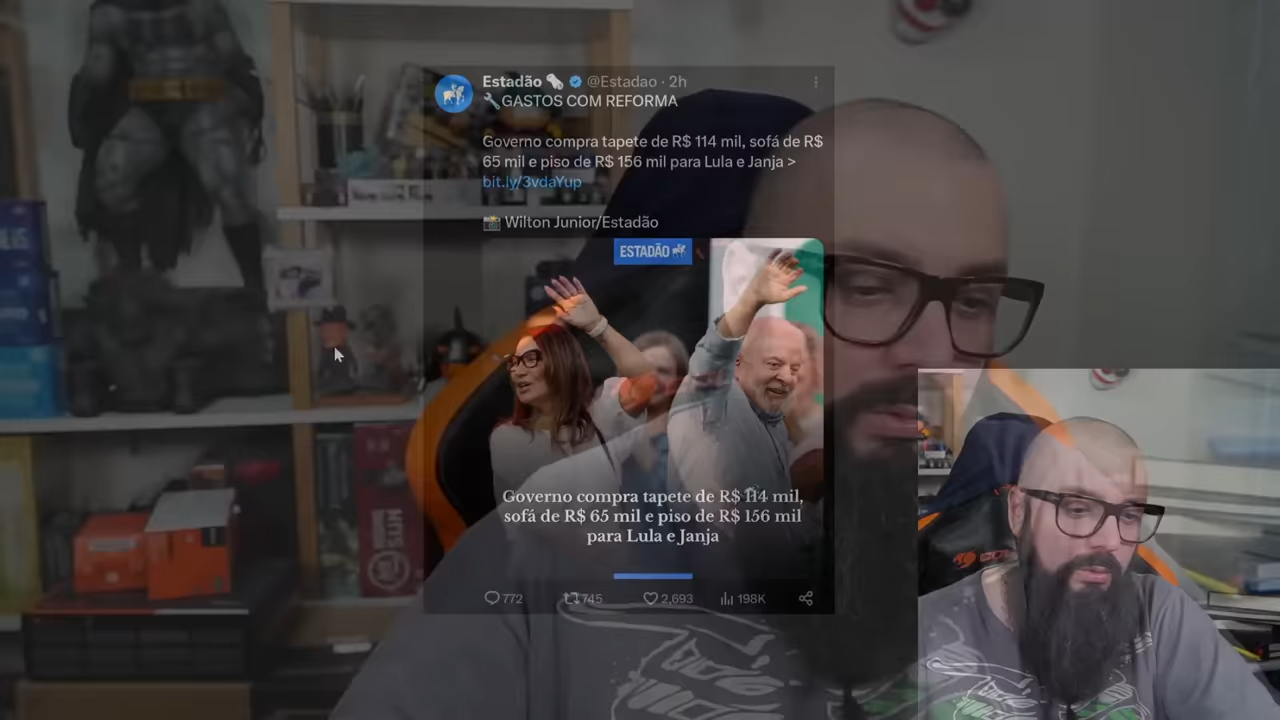 Estadão @Estadao · 2h
🔧GASTOS COM REFORMA
Governo compra tapete de R$ 114 mil, sofá de R$
65 mil e piso de R$ 156 mil para Lula e Janja >
bit.ly/3vdaYup
📸 Wilton Junior/Estadão
ESTADÃO
Governo compra tapete de R$ 114 mil,
sofá de R$ 65 mil e piso de R$ 156 mil
para Lula e Janja
772 745 2,693 198K